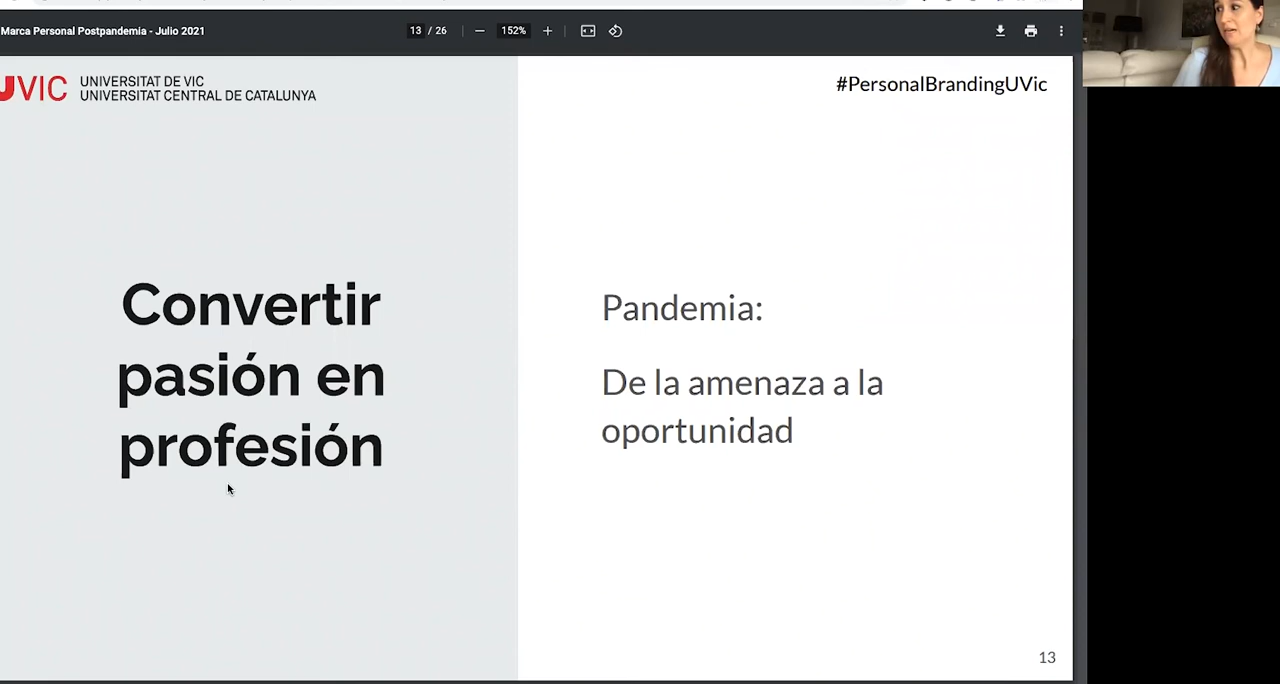 Marca Personal Postpandemia - Julio 2021
13 / 26
152%
UVIC
UNIVERSITAT DE VIC
UNIVERSITAT CENTRAL DE CATALUNYA
#PersonalBrandingUVic
Convertir
pasión en
profesión
Pandemia:
De la amenaza a la
oportunidad
13